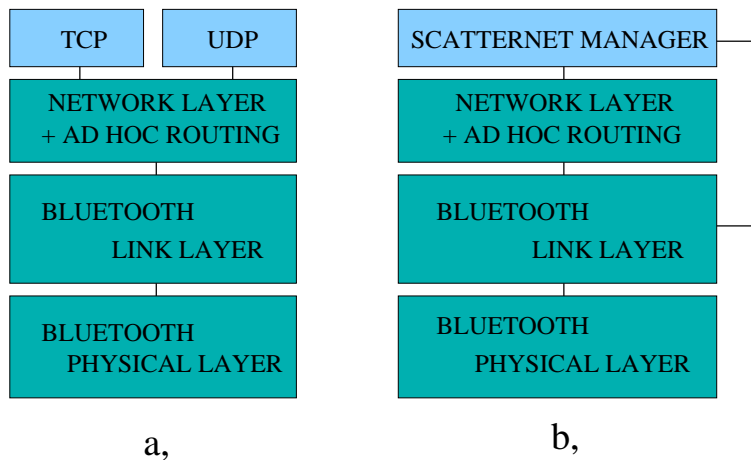 TCP
UDP
NETWORK LAYER
+ AD HOC ROUTING
BLUETOOTH
LINK LAYER
BLUETOOTH
PHYSICAL LAYER
a,
SCATTERNET MANAGER
NETWORK LAYER
+ AD HOC ROUTING
BLUETOOTH
LINK LAYER
BLUETOOTH
PHYSICAL LAYER
b,